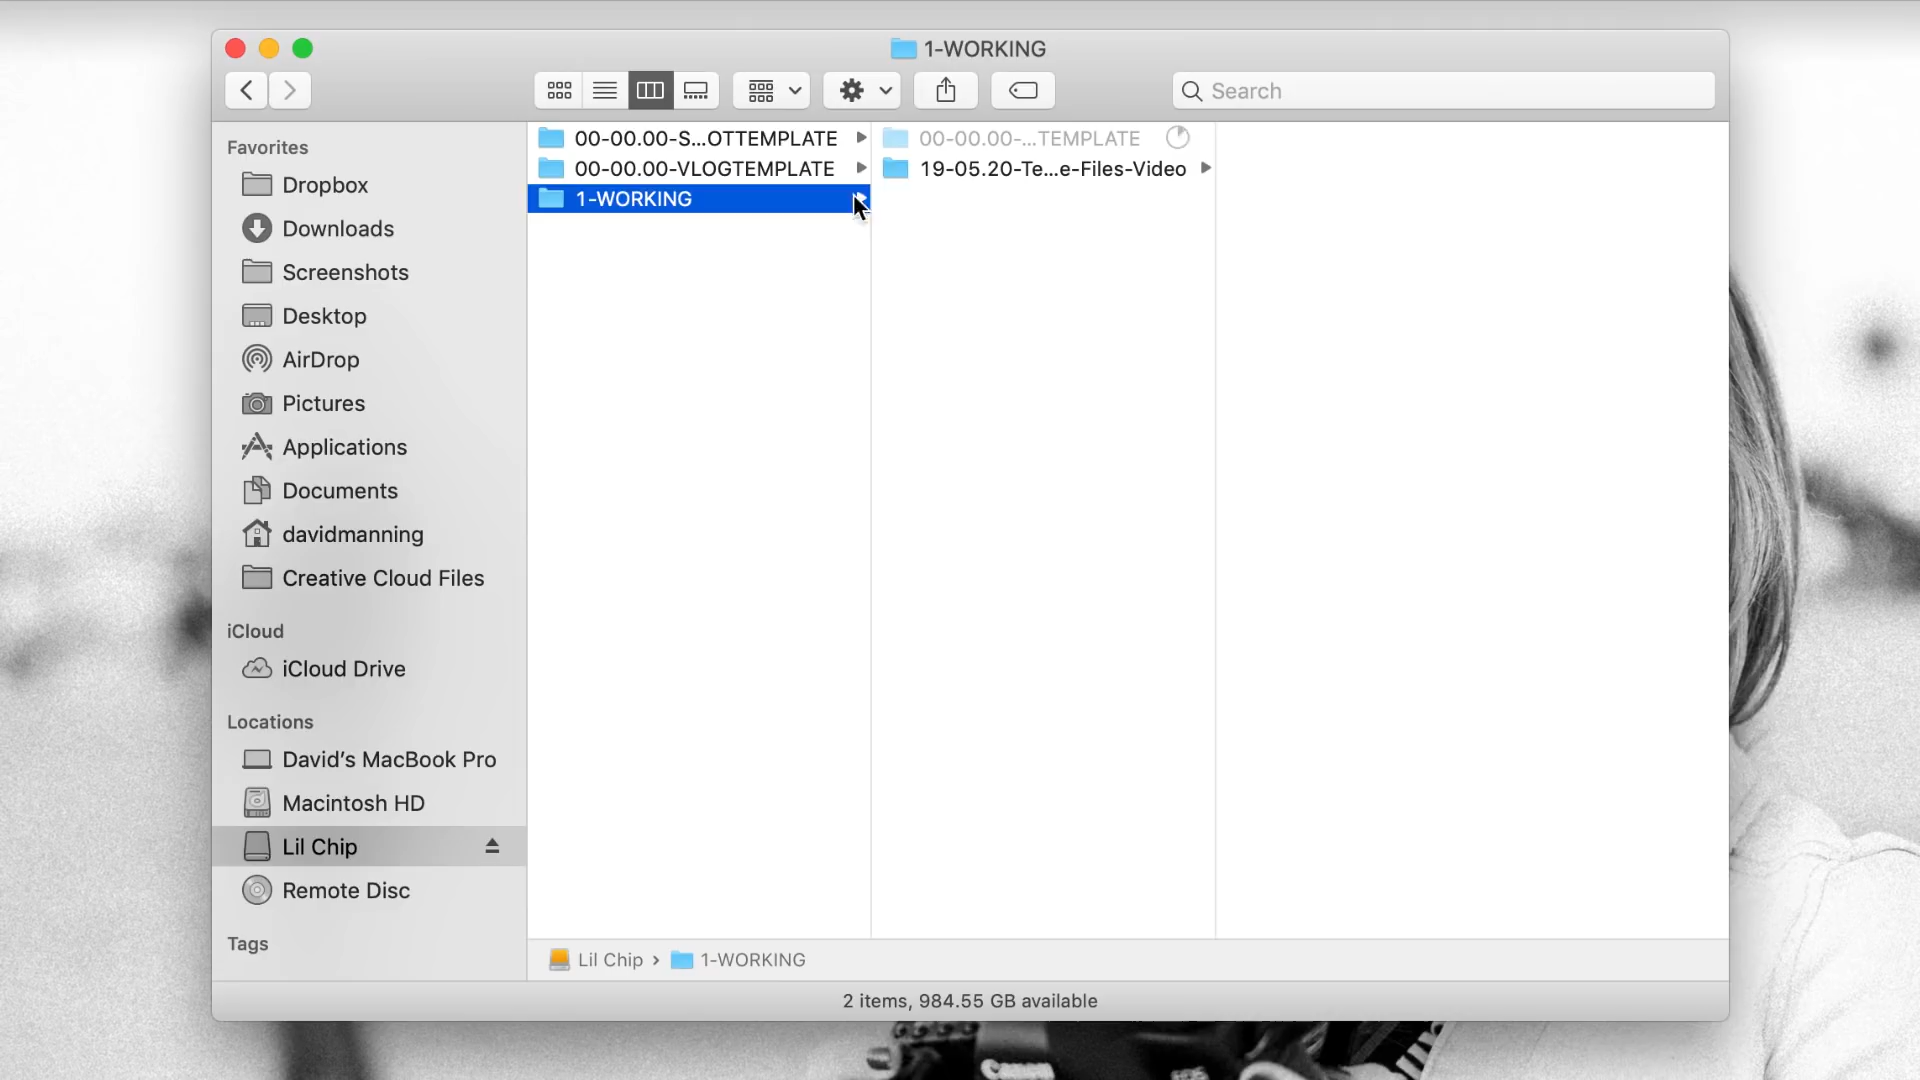 1-WORKING
Search
Favorites
Dropbox
Downloads
Screenshots
Desktop
AirDrop
Pictures
Applications
Documents
davidmanning
Creative Cloud Files
iCloud
iCloud Drive
Locations
David's MacBook Pro
Macintosh HD
Lil Chip
Remote Disc
Tags
00-00.00-S...OTTEMPLATE
00-00.00-VLOGTEMPLATE
1-WORKING
00-00.00-...TEMPLATE
19-05.20-Te...e-Files-Video
Lil Chip › 1-WORKING
2 items, 984.55 GB available